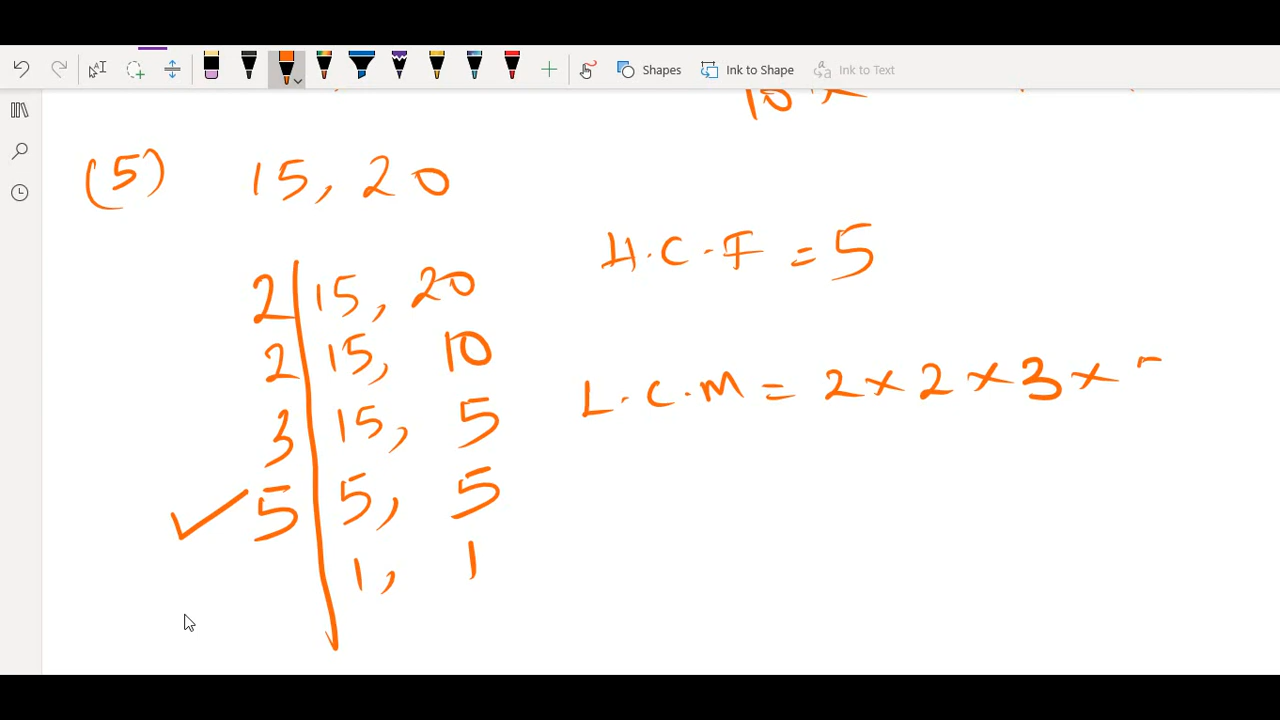 Shapes
Ink to Shape
Ink to Text
(5) 15, 20
2 | 15, 20
2 | 15, 10
3 | 15, 5
✓ 5 | 5, 5
1, 1
H.C.F = 5
L.C.M = 2 × 2 × 3 ×